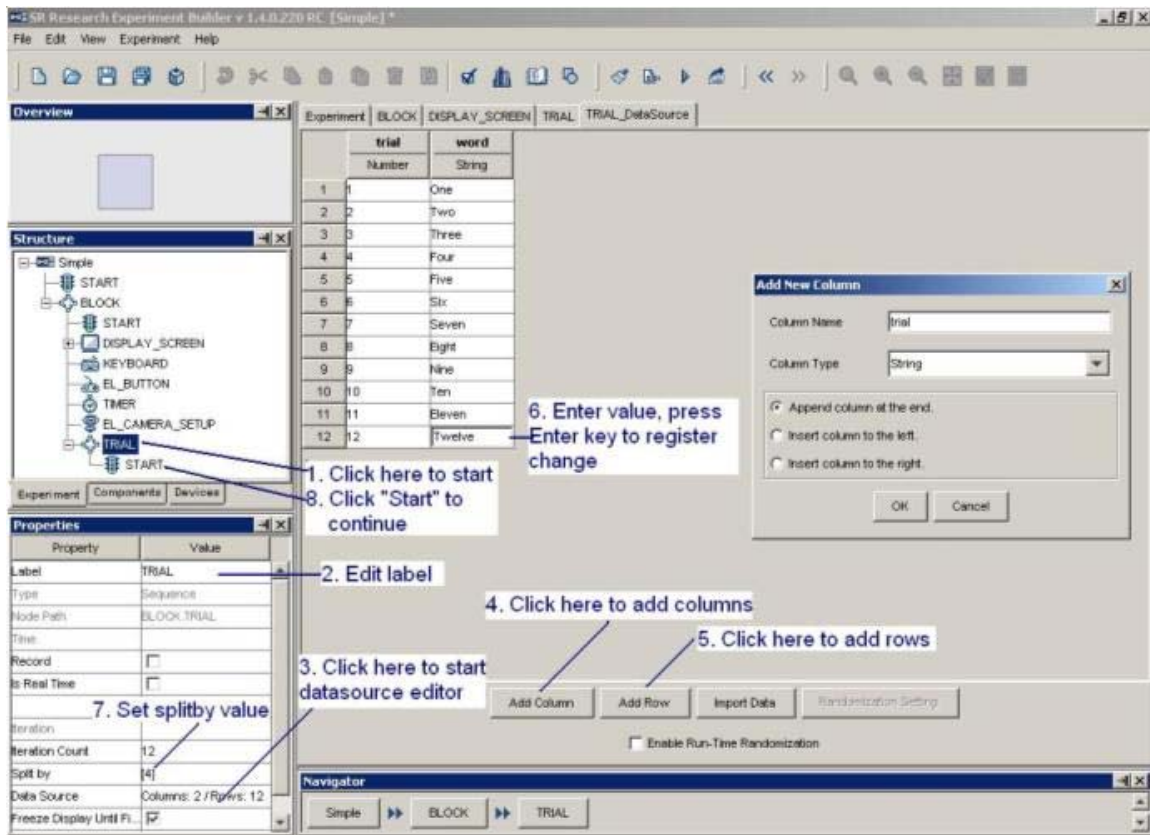 SR Research Experiment Builder v 1.4.0.220 RC [Simple] *
File Edit View Experiment Help
Overview
Structure
Simple
START
BLOCK
START
DISPLAY_SCREEN
KEYBOARD
EL_BUTTON
TIMER
EL_CAMERA_SETUP
TRIAL
START
Experiment Components Devices
Properties
Property Value
Label TRIAL
Type Sequence
Node Path BLOCK.TRIAL
Time
Record
Is Real Time
Iteration
Iteration Count 12
Split by [4]
Data Source Columns: 2 / Rows: 12
Freeze Display Until Fi...
Experiment BLOCK DISPLAY_SCREEN TRIAL TRIAL_DataSource
trial word
Number String
1 1 One
2 2 Two
3 3 Three
4 4 Four
5 5 Five
6 6 Six
7 7 Seven
8 8 Eight
9 9 Nine
10 10 Ten
11 11 Eleven
12 12 Twelve
Add New Column
Column Name trial
Column Type String
Append column at the end.
Insert column to the left.
Insert column to the right.
OK Cancel
1. Click here to start
8. Click "Start" to
continue
2. Edit label
3. Click here to start
datasource editor
4. Click here to add columns
5. Click here to add rows
6. Enter value, press
Enter key to register
change
7. Set splitby value
Add Column Add Row Import Data Randomization Setting
Enable Run-Time Randomization
Navigator
Simple BLOCK TRIAL